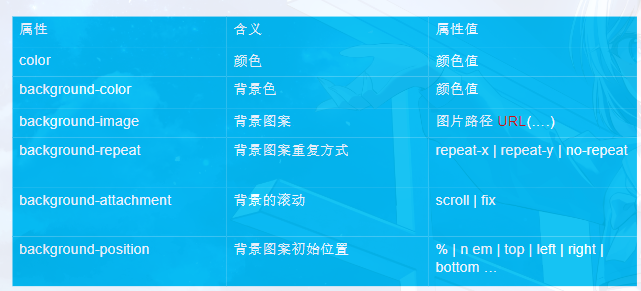 属性 含义 属性值
color 颜色 颜色值
background-color 背景色 颜色值
background-image 背景图案 图片路径 URL(....)
background-repeat 背景图案重复方式 repeat-x | repeat-y | no-repeat
background-attachment 背景的滚动 scroll | fix
background-position 背景图案初始位置 % | n em | top | left | right |
bottom ...